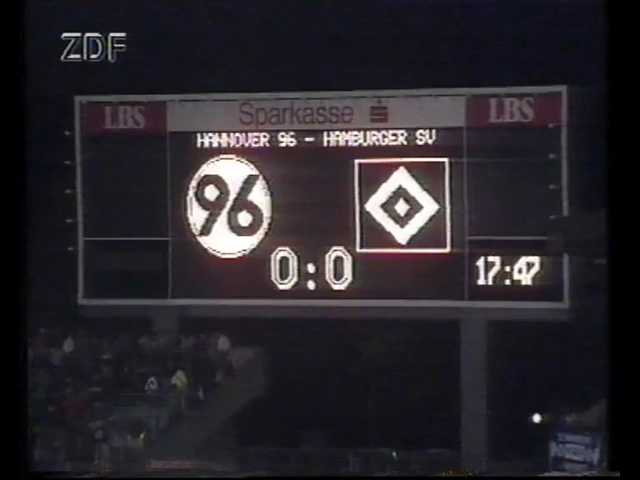 ZDF
LBS
Sparkasse
LBS
HANNOVER 96 - HAMBURGER SV
96
0:0
17:47